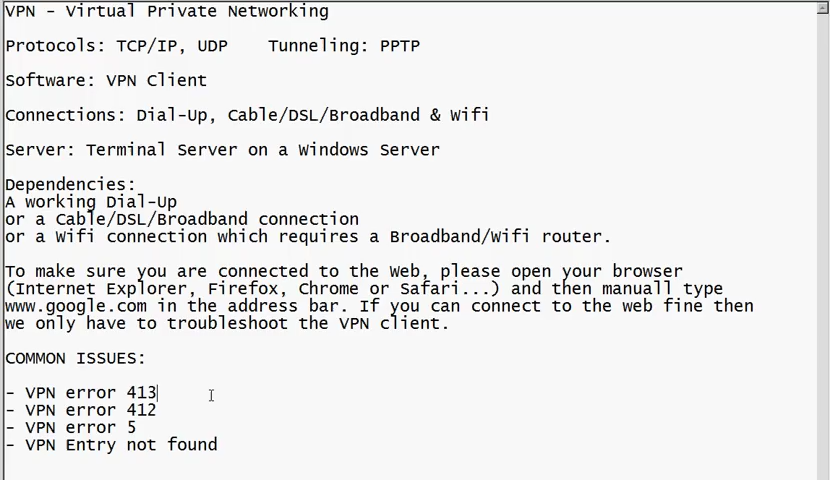 VPN - Virtual Private Networking
Protocols: TCP/IP, UDP    Tunneling: PPTP
Software: VPN Client
Connections: Dial-Up, Cable/DSL/Broadband & Wifi
Server: Terminal Server on a Windows Server
Dependencies:
A working Dial-Up
or a Cable/DSL/Broadband connection
or a Wifi connection which requires a Broadband/Wifi router.
To make sure you are connected to the Web, please open your browser
(Internet Explorer, Firefox, Chrome or Safari...) and then manuall type
www.google.com in the address bar. If you can connect to the web fine then
we only have to troubleshoot the VPN client.
COMMON ISSUES:
- VPN error 413
- VPN error 412
- VPN error 5
- VPN Entry not found